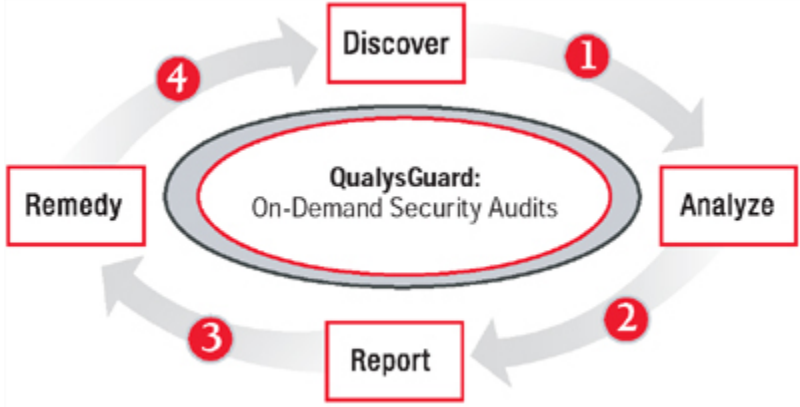 Discover
1
Analyze
2
Report
3
Remedy
4
QualysGuard:
On-Demand Security Audits